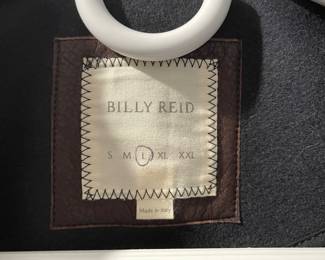 BILLY REID
S M L XL XXL
Made in Italy